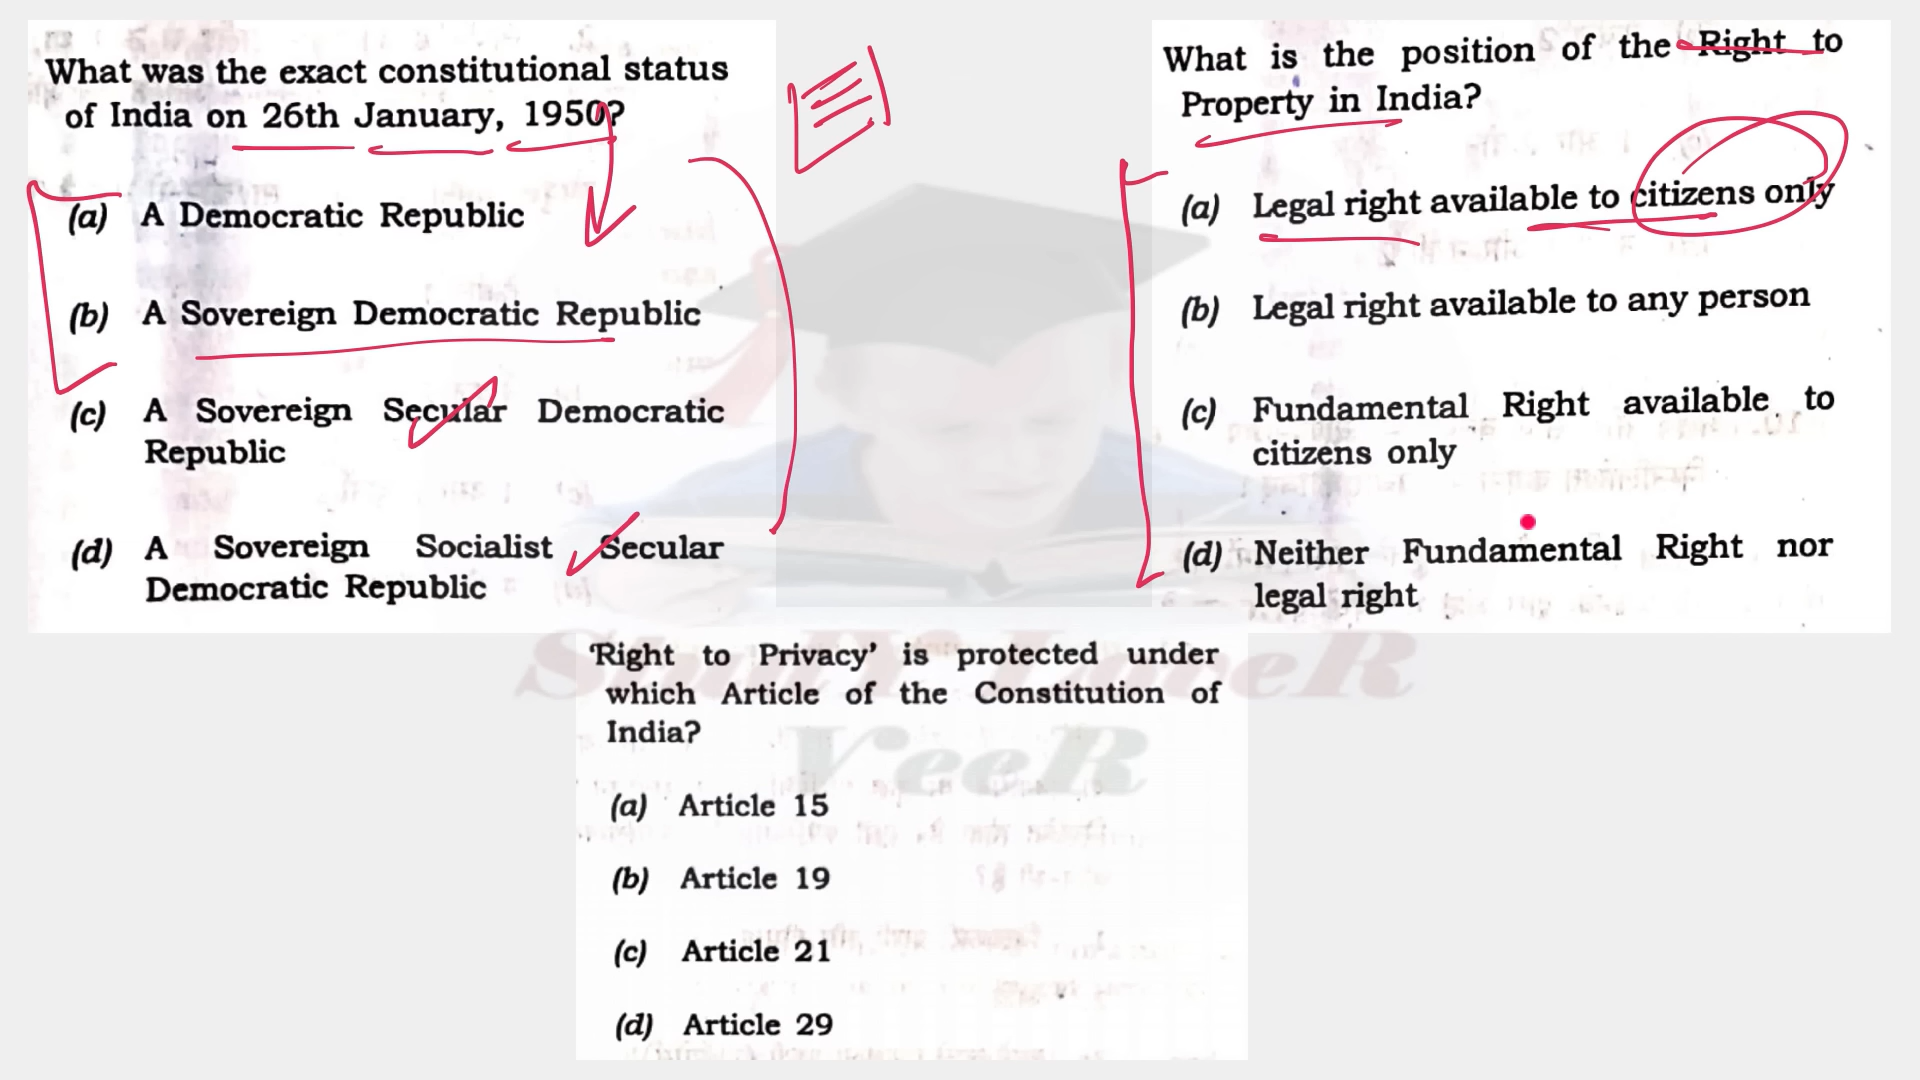 What was the exact constitutional status
of India on 26th January, 1950?
(a) A Democratic Republic
(b) A Sovereign Democratic Republic
(c) A Sovereign Secular Democratic
Republic
(d) A Sovereign Socialist Secular
Democratic Republic
What is the position of the Right to
Property in India?
(a) Legal right available to citizens only
(b) Legal right available to any person
(c) Fundamental Right available to
citizens only
(d) Neither Fundamental Right nor
legal right
StudY LoveR
VeeR
'Right to Privacy' is protected under
which Article of the Constitution of
India?
(a) Article 15
(b) Article 19
(c) Article 21
(d) Article 29